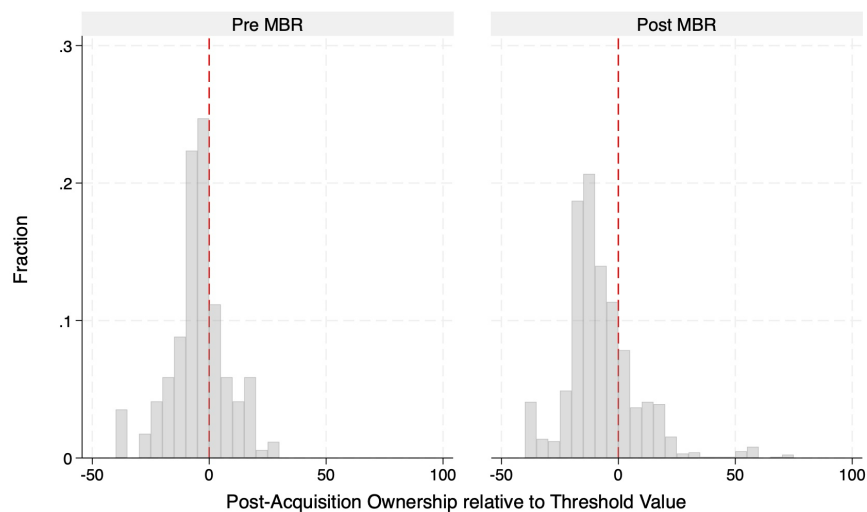 Pre MBR
Post MBR
.3
.2
.1
0
Fraction
-50 0 50 100
-50 0 50 100
Post-Acquisition Ownership relative to Threshold Value